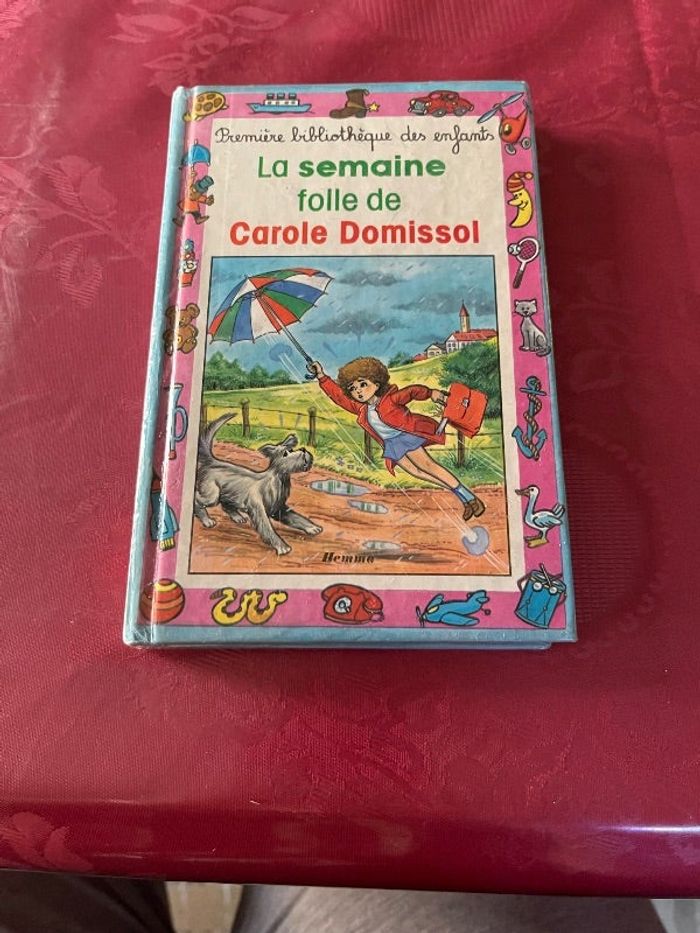 Première bibliothèque des enfants
La semaine
folle de
Carole Domissol
Hemma